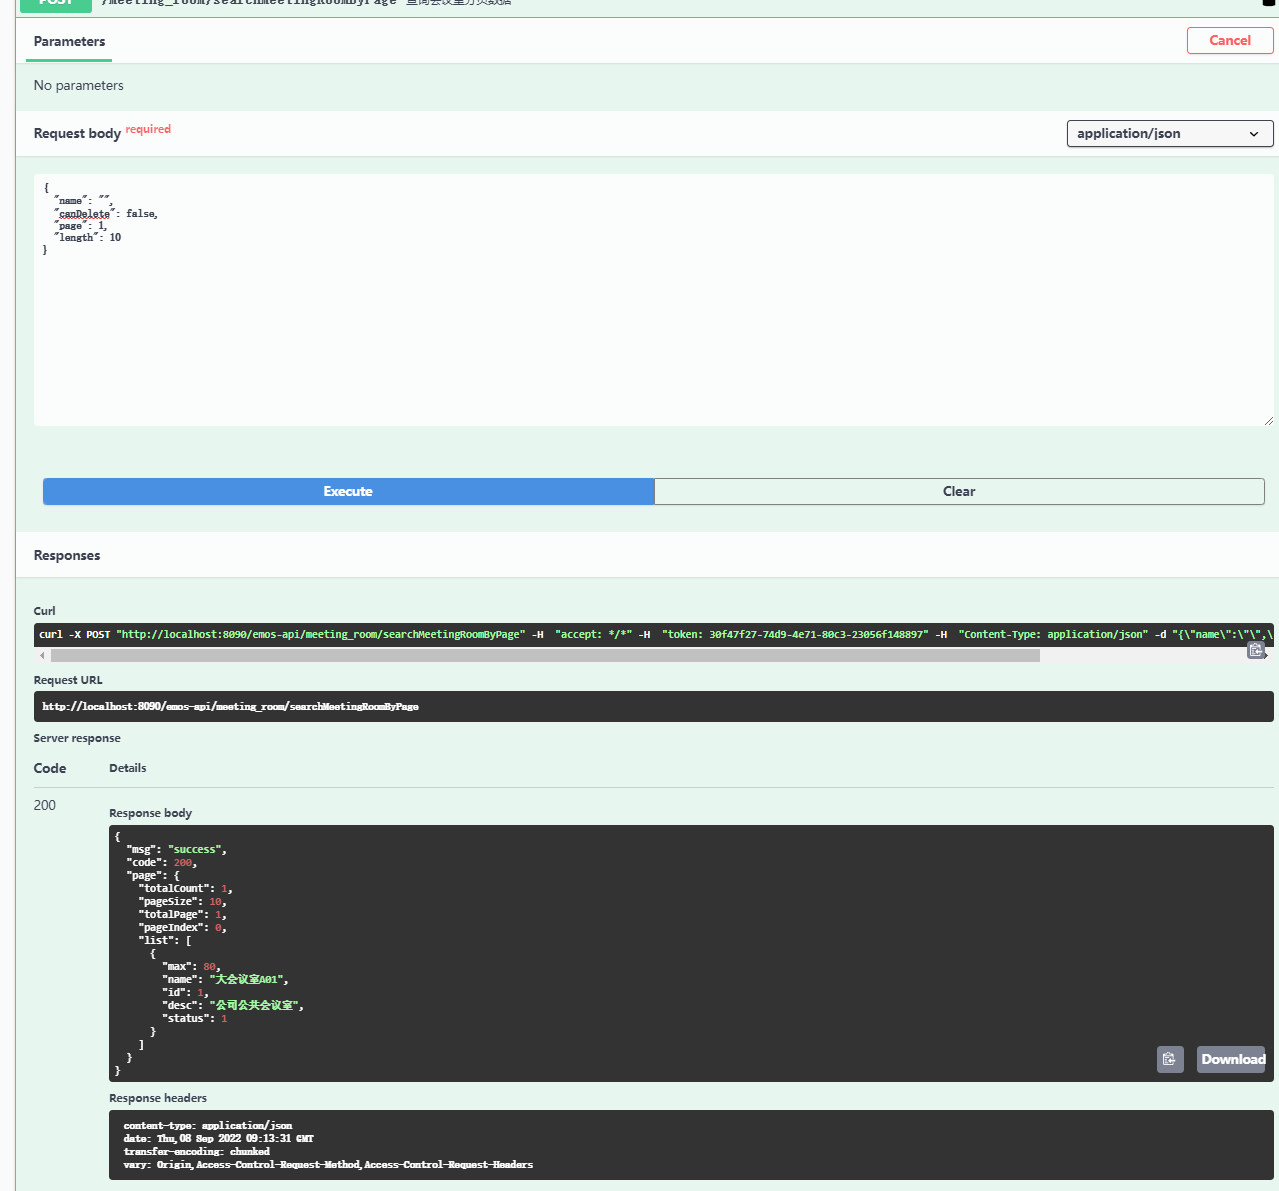 POST /meeting_room/searchMeetingRoomByPage 查询会议室分页数据
Parameters
Cancel
No parameters
Request body required
application/json
{
"name": "",
"canDelete": false,
"page": 1,
"length": 10
}
Execute
Clear
Responses
Curl
curl -X POST "http://localhost:8090/emos-api/meeting_room/searchMeetingRoomByPage" -H "accept: */*" -H "token: 30f47f27-74d9-4e71-80c3-23056f148897" -H "Content-Type: application/json" -d "{\"name\":\"\",\
Request URL
http://localhost:8090/emos-api/meeting_room/searchMeetingRoomByPage
Server response
Code
Details
200
Response body
{
"msg": "success",
"code": 200,
"page": {
"totalCount": 1,
"pageSize": 10,
"totalPage": 1,
"pageIndex": 0,
"list": [
{
"max": 80,
"name": "大会议室A01",
"id": 1,
"desc": "公司公共会议室",
"status": 1
}
]
}
}
Download
Response headers
content-type: application/json
date: Thu,08 Sep 2022 09:13:31 GMT
transfer-encoding: chunked
vary: Origin,Access-Control-Request-Method,Access-Control-Request-Headers